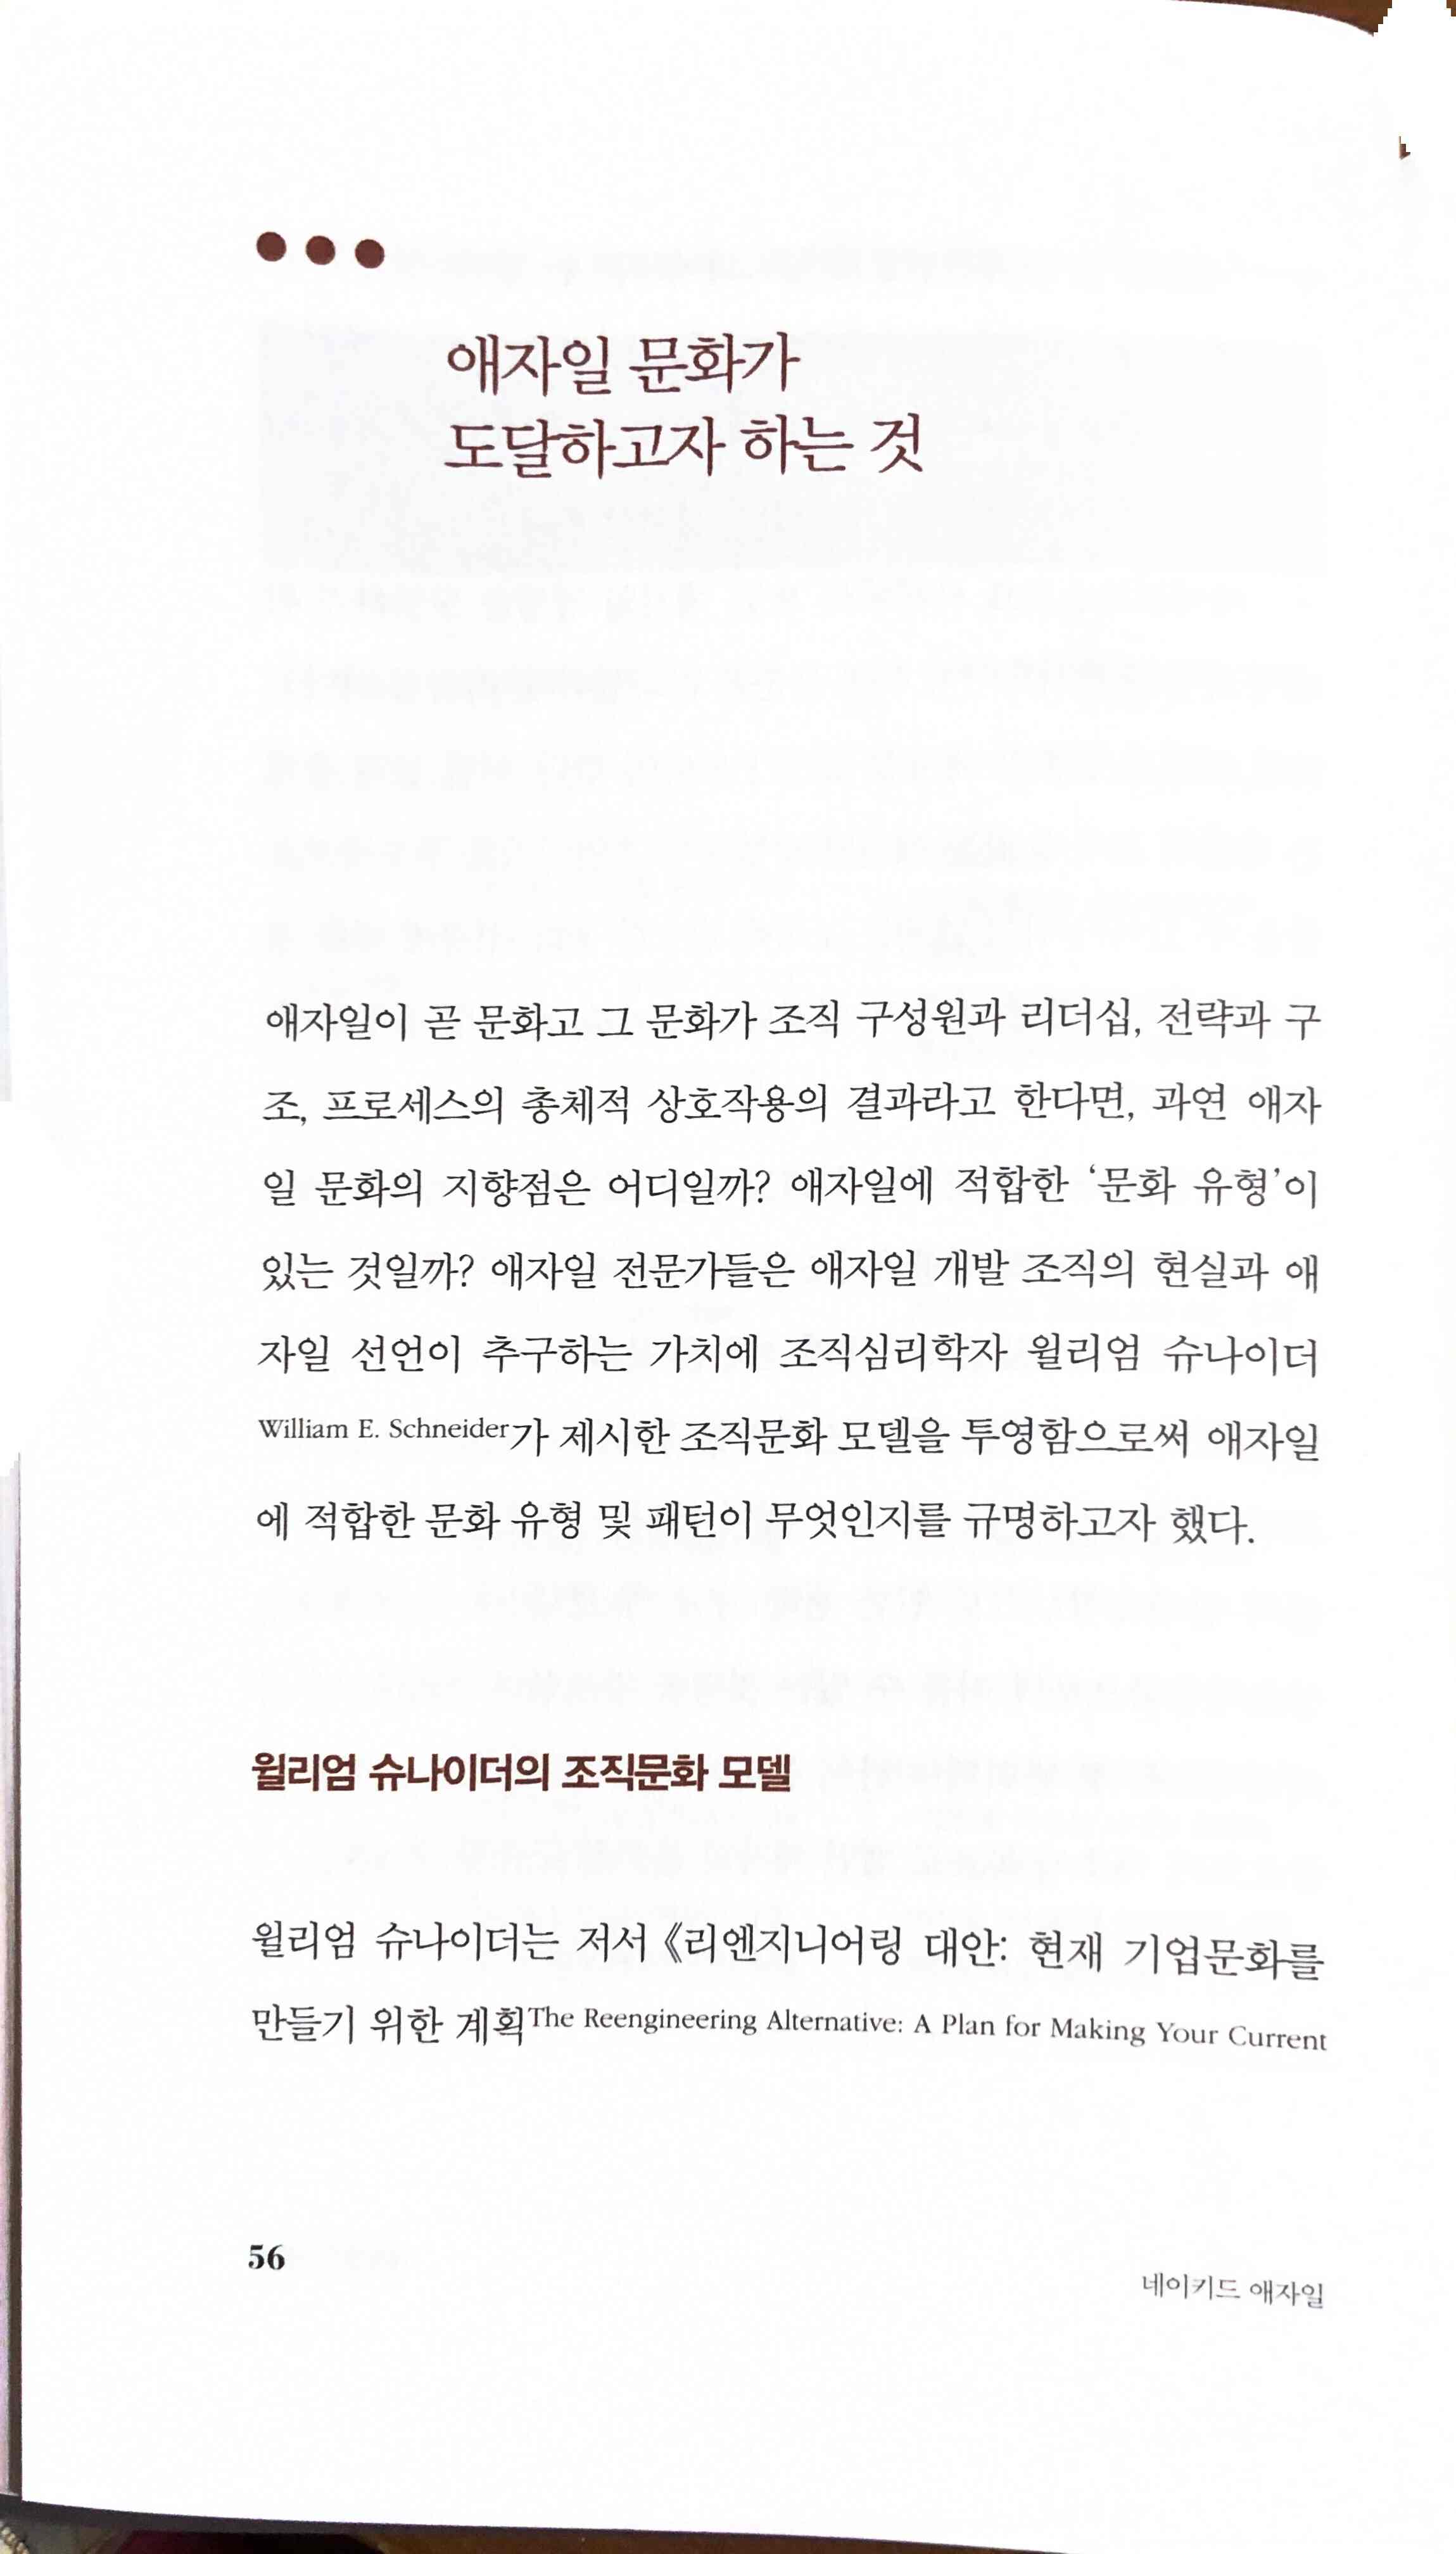 애자일 문화가
도달하고자 하는 것
애자일이 곧 문화고 그 문화가 조직 구성원과 리더십, 전략과 구
조, 프로세스의 총체적 상호작용의 결과라고 한다면, 과연 애자
일 문화의 지향점은 어디일까? 애자일에 적합한 ‘문화 유형’이
있는 것일까? 애자일 전문가들은 애자일 개발 조직의 현실과 애
자일 선언이 추구하는 가치에 조직심리학자 윌리엄 슈나이더
William E. Schneider가 제시한 조직문화 모델을 투영함으로써 애자일
에 적합한 문화 유형 및 패턴이 무엇인지를 규명하고자 했다.
윌리엄 슈나이더의 조직문화 모델
윌리엄 슈나이더는 저서 《리엔지니어링 대안: 현재 기업문화를
만들기 위한 계획The Reengineering Alternative: A Plan for Making Your Current
56
네이키드 애자일